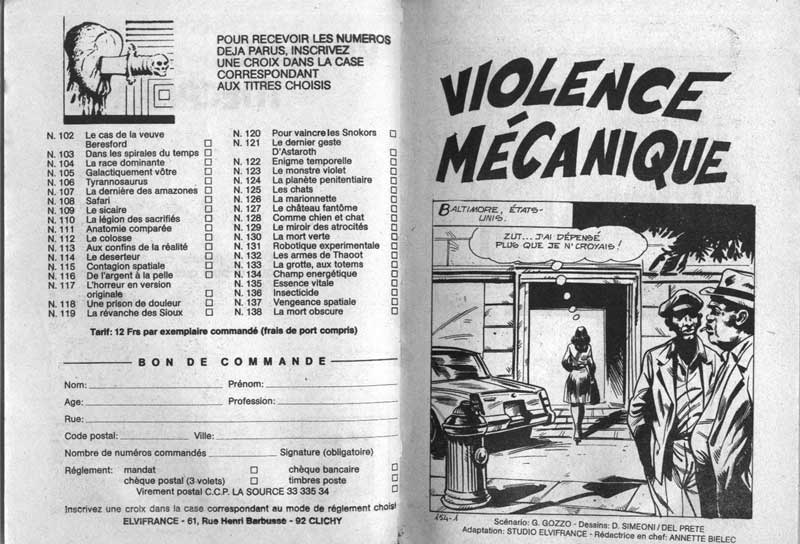 POUR RECEVOIR LES NUMEROS
DEJA PARUS, INSCRIVEZ
UNE CROIX DANS LA CASE
CORRESPONDANT
AUX TITRES CHOISIS
N. 102 Le cas de la veuve
Beresford
N. 103 Dans les spirales du temps
N. 104 La race dominante
N. 105 Galactiquement vôtre
N. 106 Tyrannosaurus
N. 107 La dernière des amazones
N. 108 Safari
N. 109 Le sicaire
N. 110 La légion des sacrifiés
N. 111 Anatomie comparée
N. 112 Le colosse
N. 113 Aux confins de la réalité
N. 114 Le deserteur
N. 115 Contagion spatiale
N. 116 De l'argent à la pelle
N. 117 L'horreur en version
originale
N. 118 Une prison de douleur
N. 119 La révanche des Sioux
N. 120 Pour vaincre les Snokors
N. 121 Le dernier geste
D'Astaroth
N. 122 Enigme temporelle
N. 123 Le monstre violet
N. 124 La planète penitentiaire
N. 125 Les chats
N. 126 La marionnette
N. 127 Le château fantôme
N. 128 Comme chien et chat
N. 129 Le miroir des atrocités
N. 130 La mort verte
N. 131 Robotique experimentale
N. 132 Les armes de Thaoot
N. 133 La grotte, aux totems
N. 134 Champ energétique
N. 135 Essence vitale
N. 136 Insecticide
N. 137 Vengeance spatiale
N. 138 La mort obscure
Tarif: 12 Frs par exemplaire commandé (frais de port compris)
BON DE COMMANDE
Nom: Prénom:
Age: Profession:
Rue:
Code postal: Ville:
Nombre de numéros commandés Signature (obligatoire)
Réglement: mandat chèque bancaire
chèque postal (3 volets) timbres poste
Virement postal C.C.P. LA SOURCE 33 335 34
Inscrivez une croix dans la case correspondant au mode de réglement choisi
ELVIFRANCE - 61, Rue Henri Barbusse - 92 CLICHY
VIOLENCE
MÉCANIQUE
BALTIMORE, ÉTATS-
UNIS.
ZUT... J'AI DÉPENSÉ
PLUS QUE JE N'CROYAIS!
154-1
Scénario: G. GOZZO - Dessins: D. SIMEONI/DEL PRETE
Adaptation: STUDIO ELVIFRANCE - Rédactrice en chef: ANNETTE BIELEC